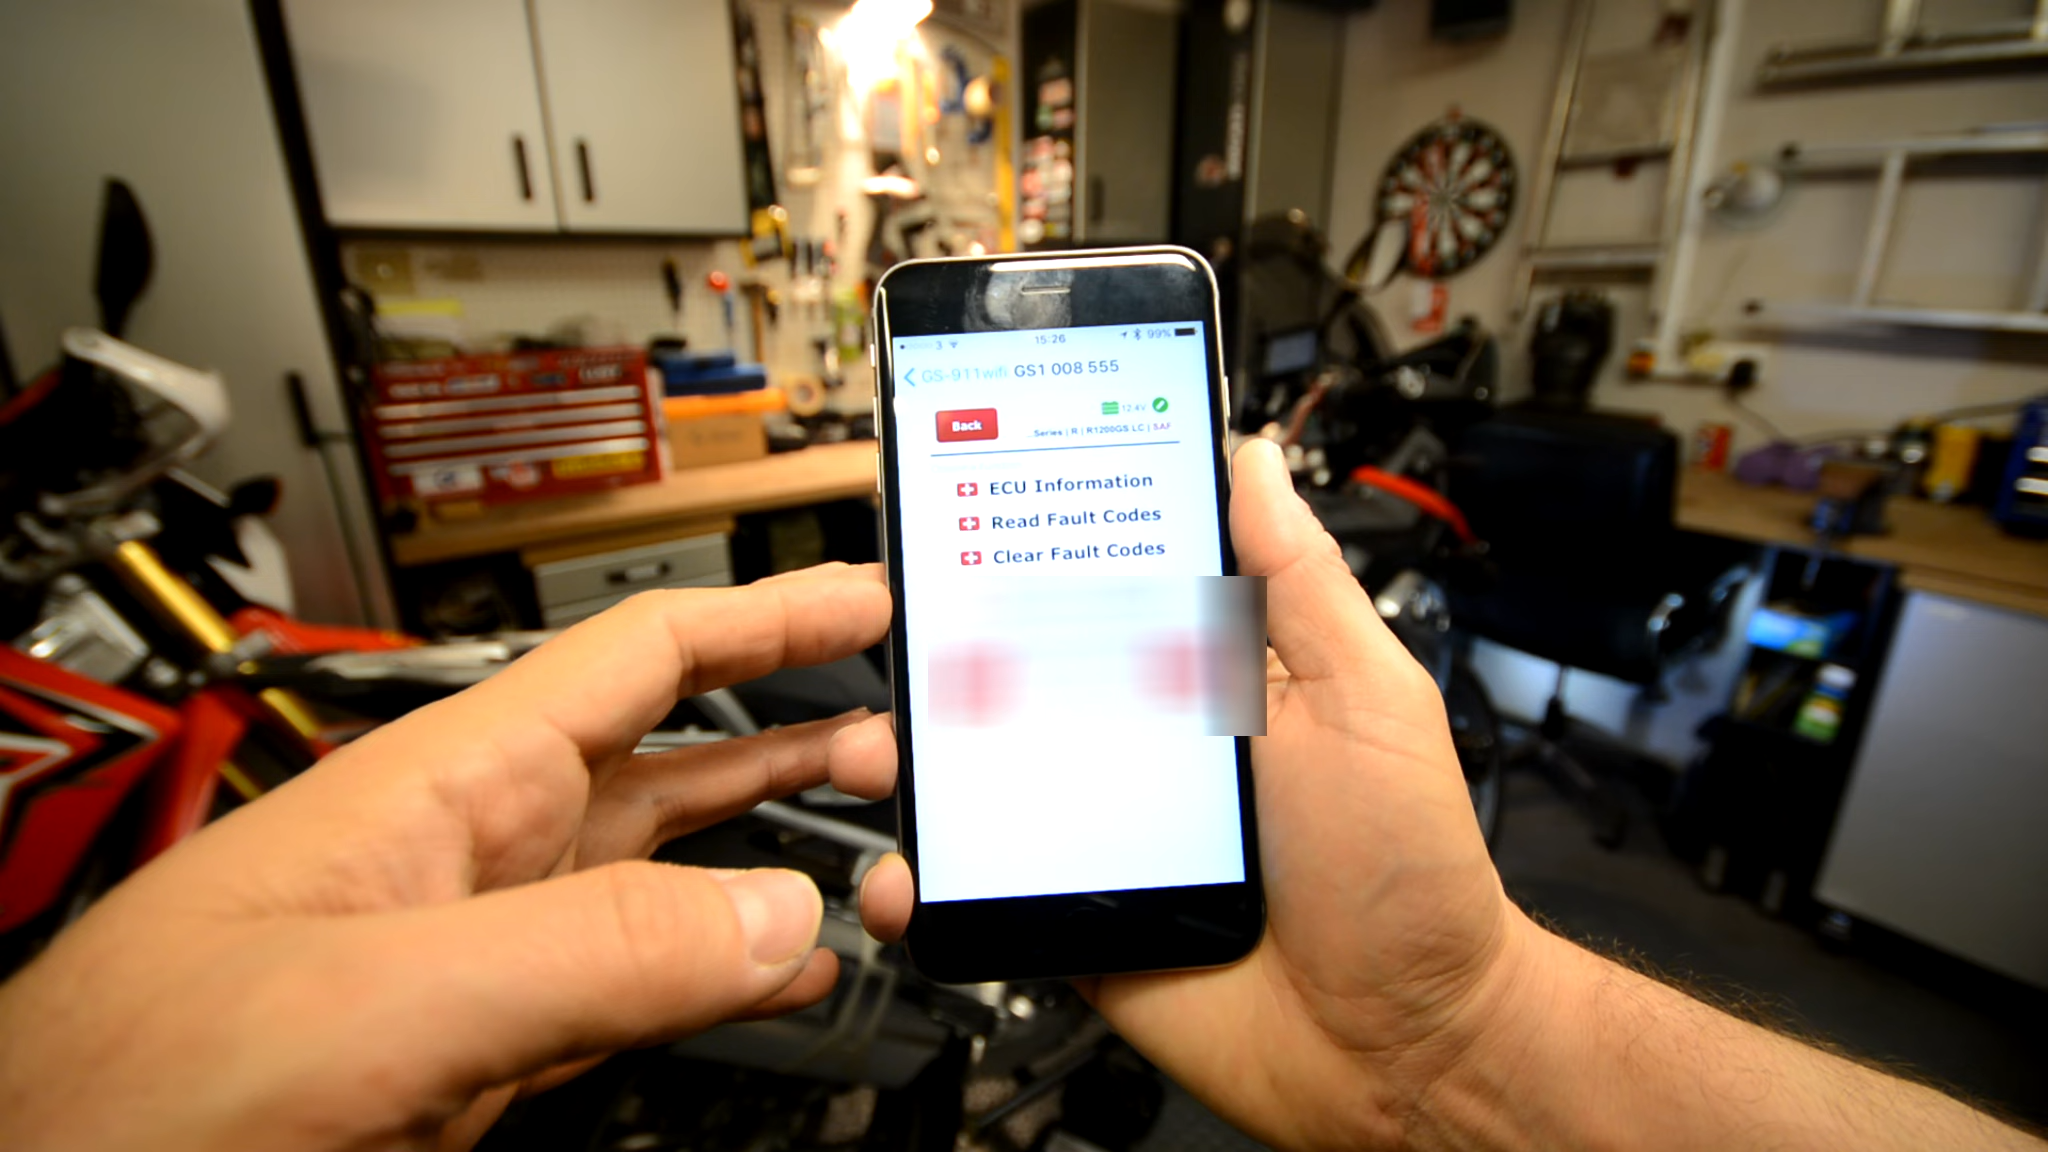 3 15:26 99%
GS-911wifi GS1 008 555
12.4V
Back
...Series | R | R1200GS LC | SAF
ECU Information
Read Fault Codes
Clear Fault Codes